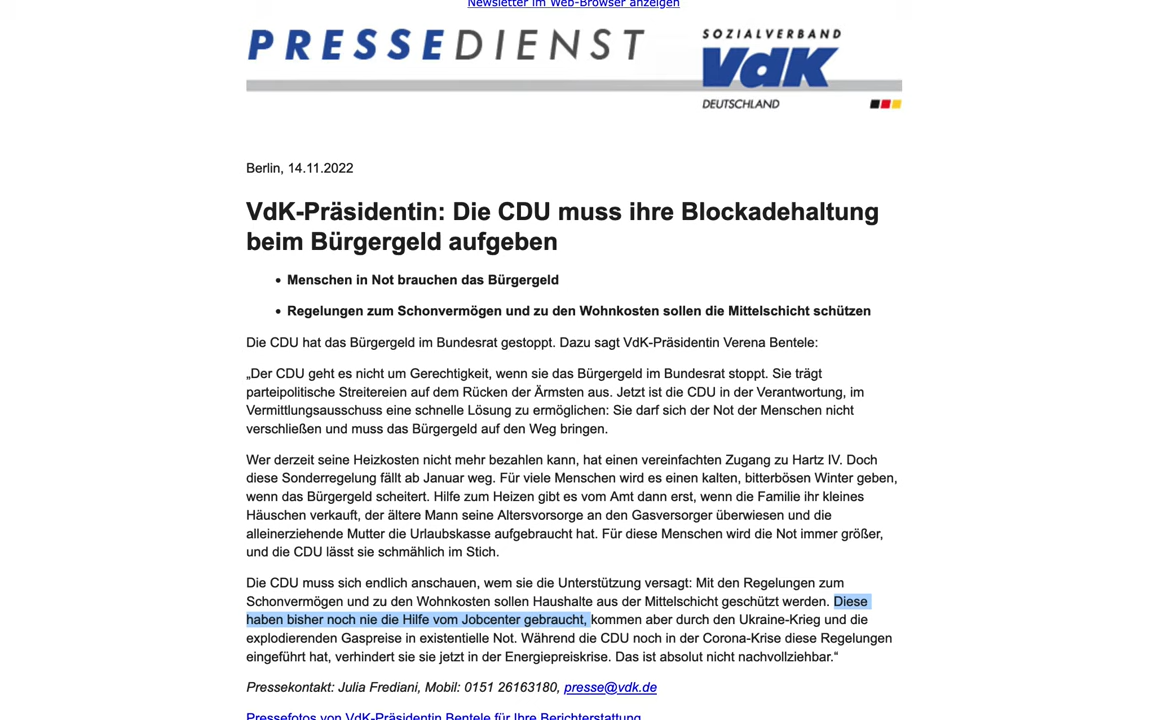 Newsletter im Web-Browser anzeigen
PRESSEDIENST
SOZIALVERBAND
VdK
DEUTSCHLAND
Berlin, 14.11.2022
VdK-Präsidentin: Die CDU muss ihre Blockadehaltung
beim Bürgergeld aufgeben
• Menschen in Not brauchen das Bürgergeld
• Regelungen zum Schonvermögen und zu den Wohnkosten sollen die Mittelschicht schützen
Die CDU hat das Bürgergeld im Bundesrat gestoppt. Dazu sagt VdK-Präsidentin Verena Bentele:
„Der CDU geht es nicht um Gerechtigkeit, wenn sie das Bürgergeld im Bundesrat stoppt. Sie trägt
parteipolitische Streitereien auf dem Rücken der Ärmsten aus. Jetzt ist die CDU in der Verantwortung, im
Vermittlungsausschuss eine schnelle Lösung zu ermöglichen: Sie darf sich der Not der Menschen nicht
verschließen und muss das Bürgergeld auf den Weg bringen.
Wer derzeit seine Heizkosten nicht mehr bezahlen kann, hat einen vereinfachten Zugang zu Hartz IV. Doch
diese Sonderregelung fällt ab Januar weg. Für viele Menschen wird es einen kalten, bitterbösen Winter geben,
wenn das Bürgergeld scheitert. Hilfe zum Heizen gibt es vom Amt dann erst, wenn die Familie ihr kleines
Häuschen verkauft, der ältere Mann seine Altersvorsorge an den Gasversorger überwiesen und die
alleinerziehende Mutter die Urlaubskasse aufgebraucht hat. Für diese Menschen wird die Not immer größer,
und die CDU lässt sie schmählich im Stich.
Die CDU muss sich endlich anschauen, wem sie die Unterstützung versagt: Mit den Regelungen zum
Schonvermögen und zu den Wohnkosten sollen Haushalte aus der Mittelschicht geschützt werden. Diese
haben bisher noch nie die Hilfe vom Jobcenter gebraucht, kommen aber durch den Ukraine-Krieg und die
explodierenden Gaspreise in existentielle Not. Während die CDU noch in der Corona-Krise diese Regelungen
eingeführt hat, verhindert sie sie jetzt in der Energiepreiskrise. Das ist absolut nicht nachvollziehbar.“
Pressekontakt: Julia Frediani, Mobil: 0151 26163180, presse@vdk.de
Pressefotos von VdK-Präsidentin Bentele für Ihre Berichterstattung